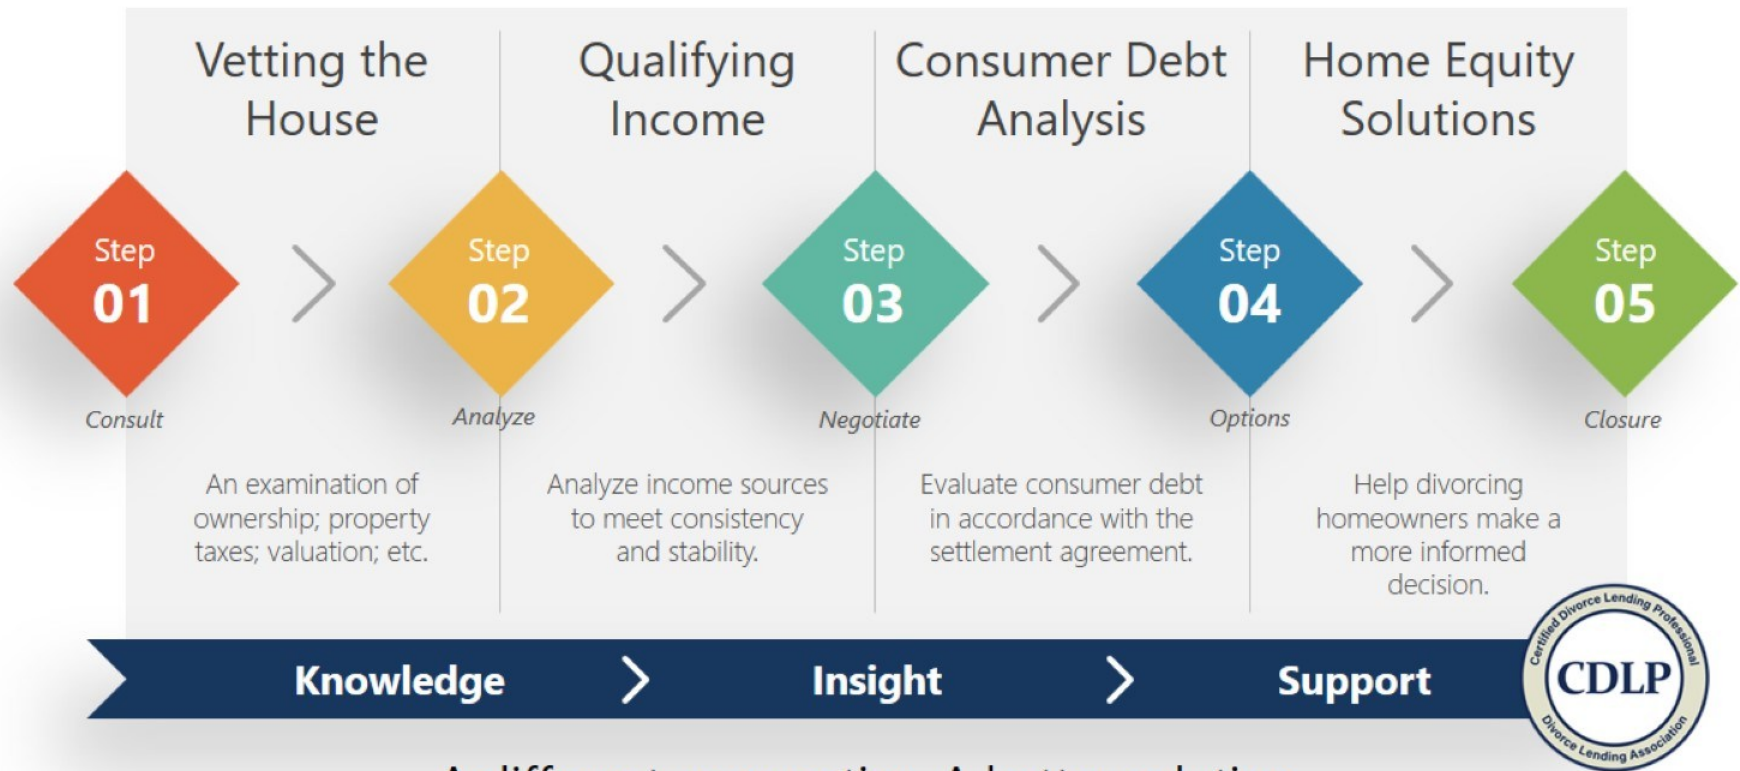 Vetting the
House
Qualifying
Income
Consumer Debt
Analysis
Home Equity
Solutions
Step
01
Step
02
Step
03
Step
04
Step
05
Consult
Analyze
Negotiate
Options
Closure
An examination of
ownership; property
taxes; valuation; etc.
Analyze income sources
to meet consistency
and stability.
Evaluate consumer debt
in accordance with the
settlement agreement.
Help divorcing
homeowners make a
more informed
decision.
Knowledge
Insight
Support
Certified Divorce Lending Professional
CDLP
Divorce Lending Association